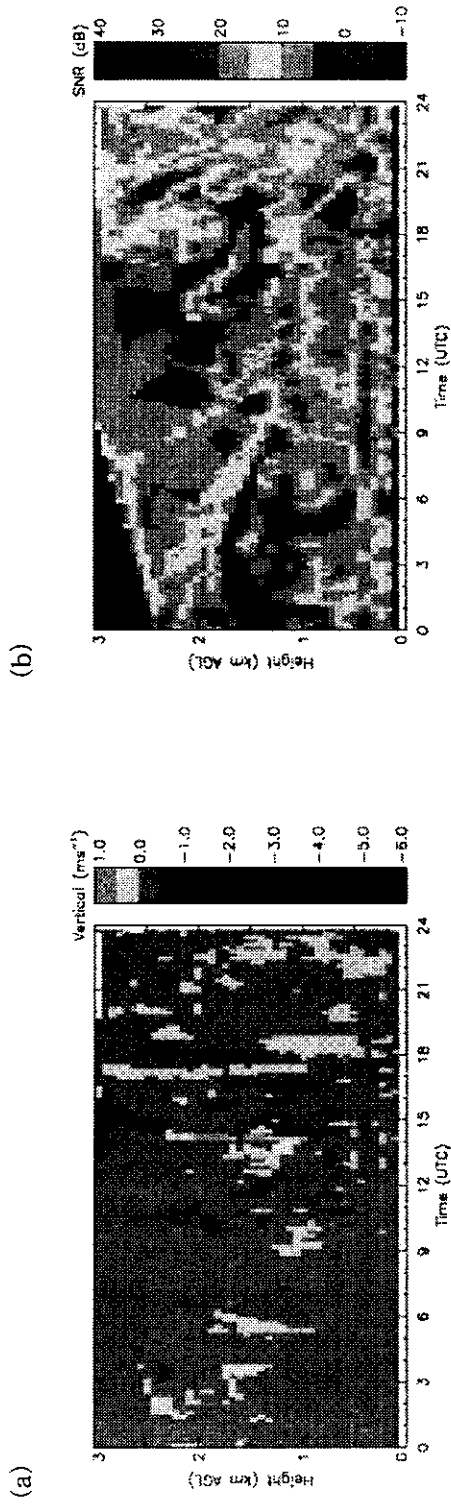 (a)
Vertical (ms⁻¹)
1.0
0.0
-1.0
-2.0
-3.0
-4.0
-5.0
-6.0
Height (km AGL)
3
2
1
0
0 3 6 9 12 15 18 21 24
Time (UTC)
(b)
SNR (dB)
40
30
20
10
0
-10
Height (km AGL)
3
2
1
0
0 3 6 9 12 15 18 21 24
Time (UTC)